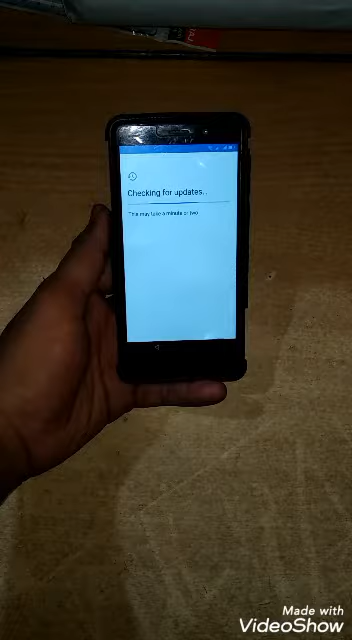 Checking for updates...
This may take a minute or two
Made with
VideoShow